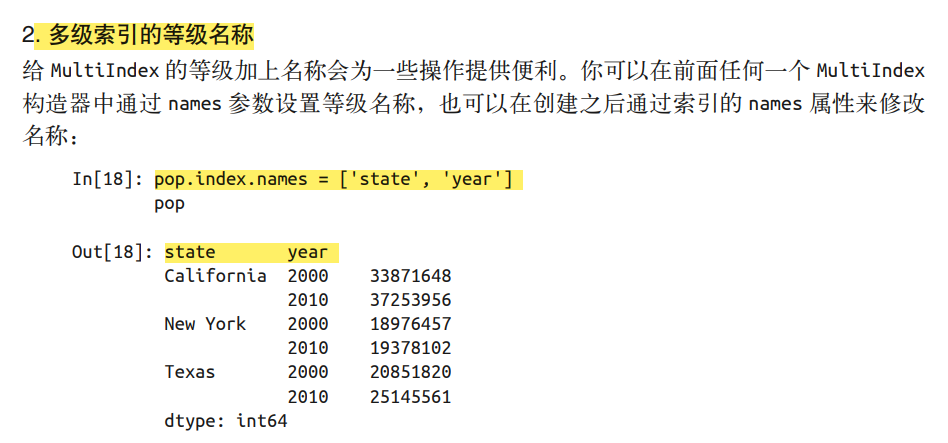 2. 多级索引的等级名称
给 MultiIndex 的等级加上名称会为一些操作提供便利。你可以在前面任何一个 MultiIndex
构造器中通过 names 参数设置等级名称，也可以在创建之后通过索引的 names 属性来修改
名称：
In[18]: pop.index.names = ['state', 'year']
pop
Out[18]: state year
California 2000 33871648
2010 37253956
New York 2000 18976457
2010 19378102
Texas 2000 20851820
2010 25145561
dtype: int64